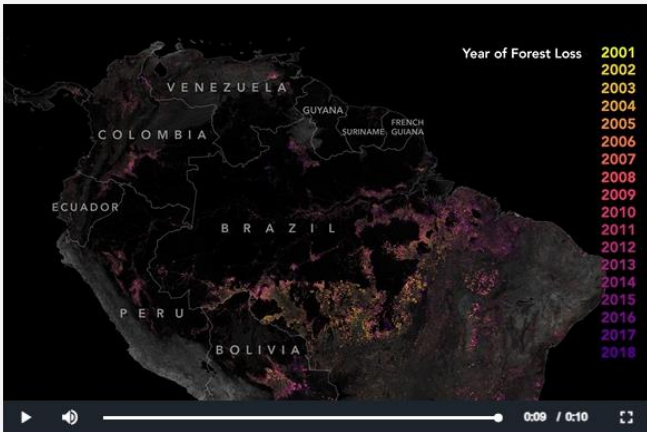 Year of Forest Loss
2001
2002
2003
2004
2005
2006
2007
2008
2009
2010
2011
2012
2013
2014
2015
2016
2017
2018
VENEZUELA
GUYANA
SURINAME
FRENCH
GUIANA
COLOMBIA
ECUADOR
BRAZIL
PERU
BOLIVIA
0:09 / 0:10